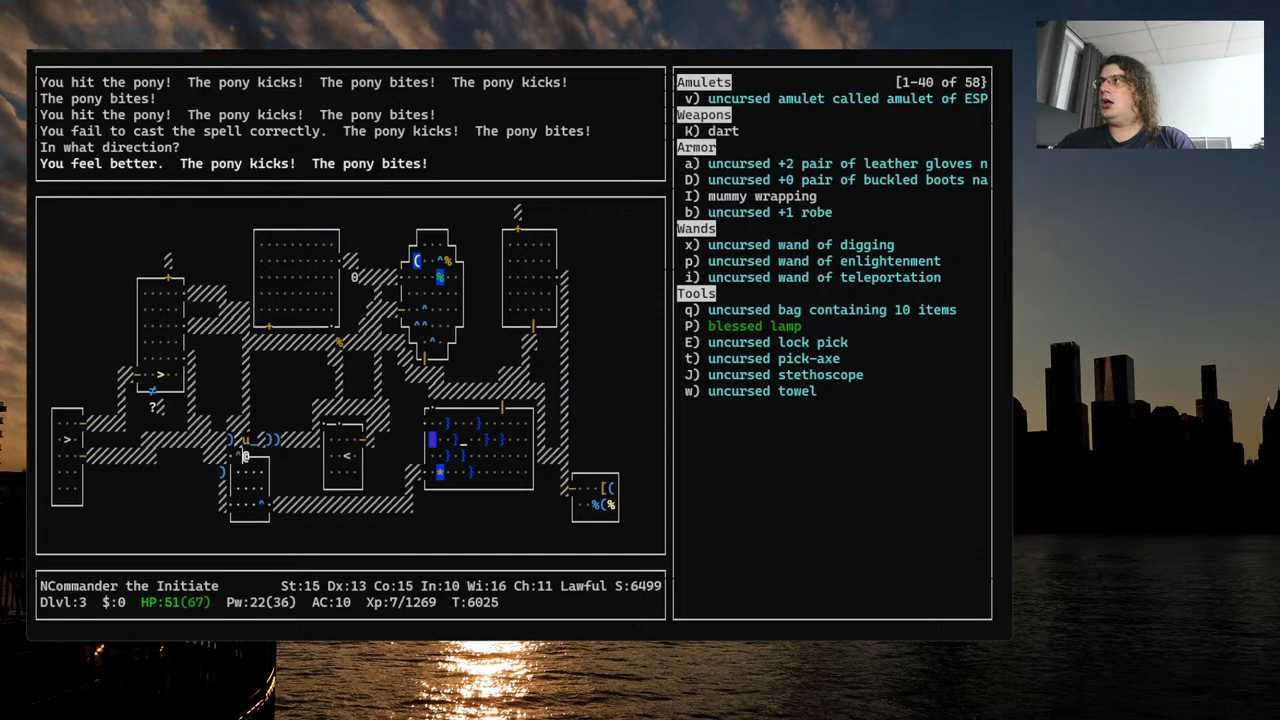 You hit the pony!  The pony kicks!  The pony bites!  The pony kicks!
The pony bites!
You hit the pony!  The pony kicks!  The pony bites!
You fail to cast the spell correctly.  The pony kicks!  The pony bites!
In what direction?
You feel better.  The pony kicks!  The pony bites!
NCommander the Initiate St:15 Dx:13 Co:15 In:10 Wi:16 Ch:11 Lawful S:6499
Dlvl:3 $:0 HP:51(67) Pw:22(36) AC:10 Xp:7/1269 T:6025
Amulets [1-40 of 58}
v) uncursed amulet called amulet of ESP
Weapons
K) dart
Armor
a) uncursed +2 pair of leather gloves n
D) uncursed +0 pair of buckled boots na
I) mummy wrapping
b) uncursed +1 robe
Wands
x) uncursed wand of digging
p) uncursed wand of enlightenment
i) uncursed wand of teleportation
Tools
q) uncursed bag containing 10 items
P) blessed lamp
E) uncursed lock pick
t) uncursed pick-axe
J) uncursed stethoscope
w) uncursed towel